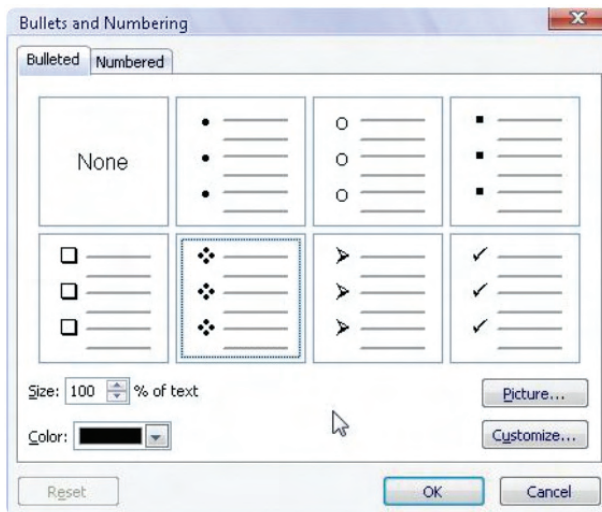 Bullets and Numbering
Bulleted Numbered
None
Size: 100 % of text
Picture...
Color:
Customize...
Reset OK Cancel